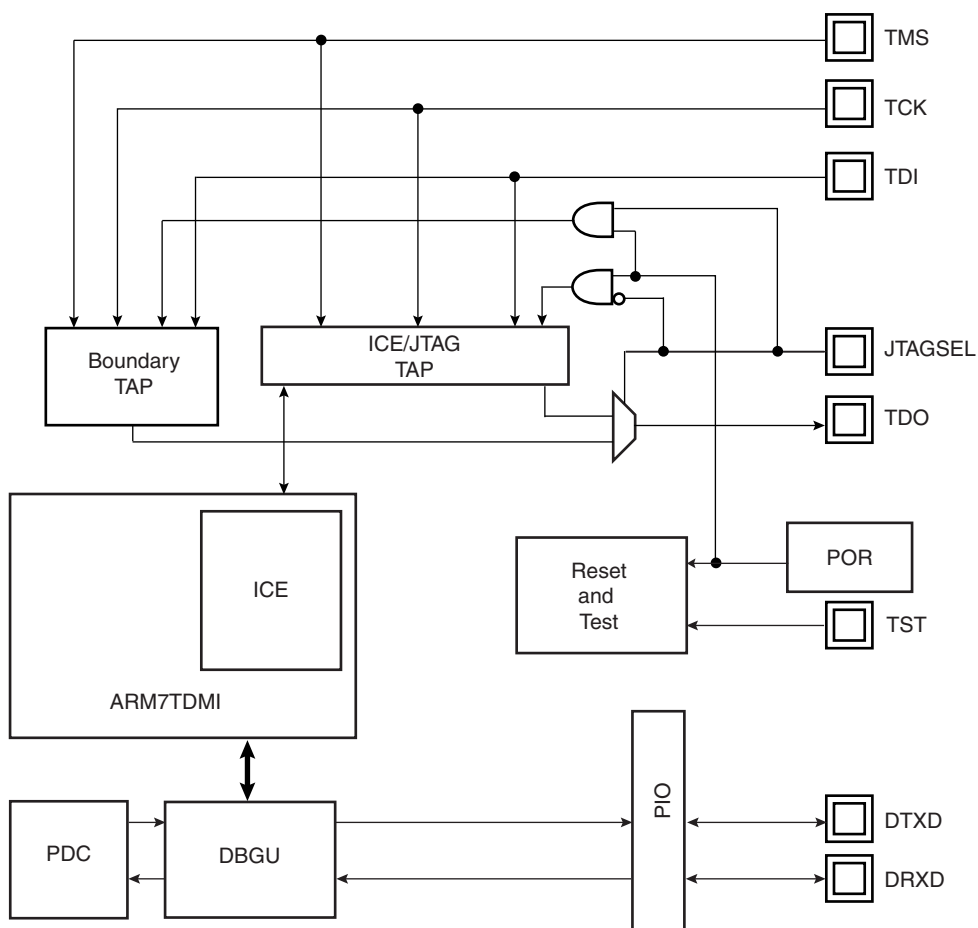 TMS
TCK
TDI
Boundary
TAP
ICE/JTAG
TAP
JTAGSEL
TDO
ICE
ARM7TDMI
Reset
and
Test
POR
TST
PDC
DBGU
PIO
DTXD
DRXD